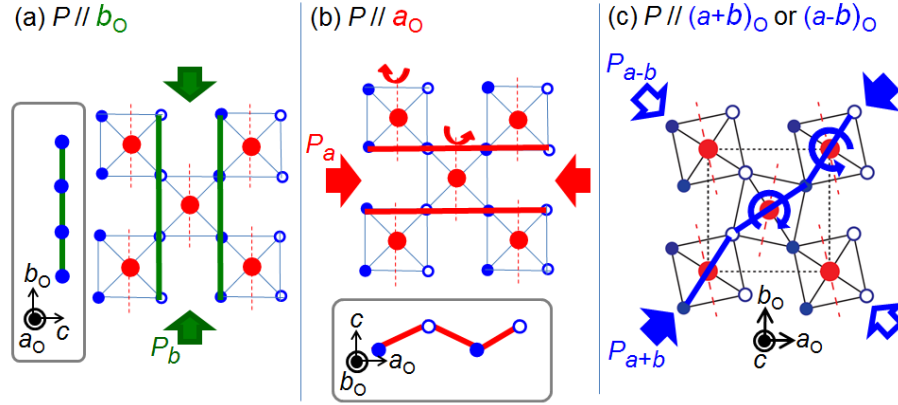 (a) P // bO
(b) P // aO
(c) P // (a+b)O or (a-b)O
Pa-b
Pa
bO
c
aO
Pb
c
aO
bO
bO
aO
c
Pa+b